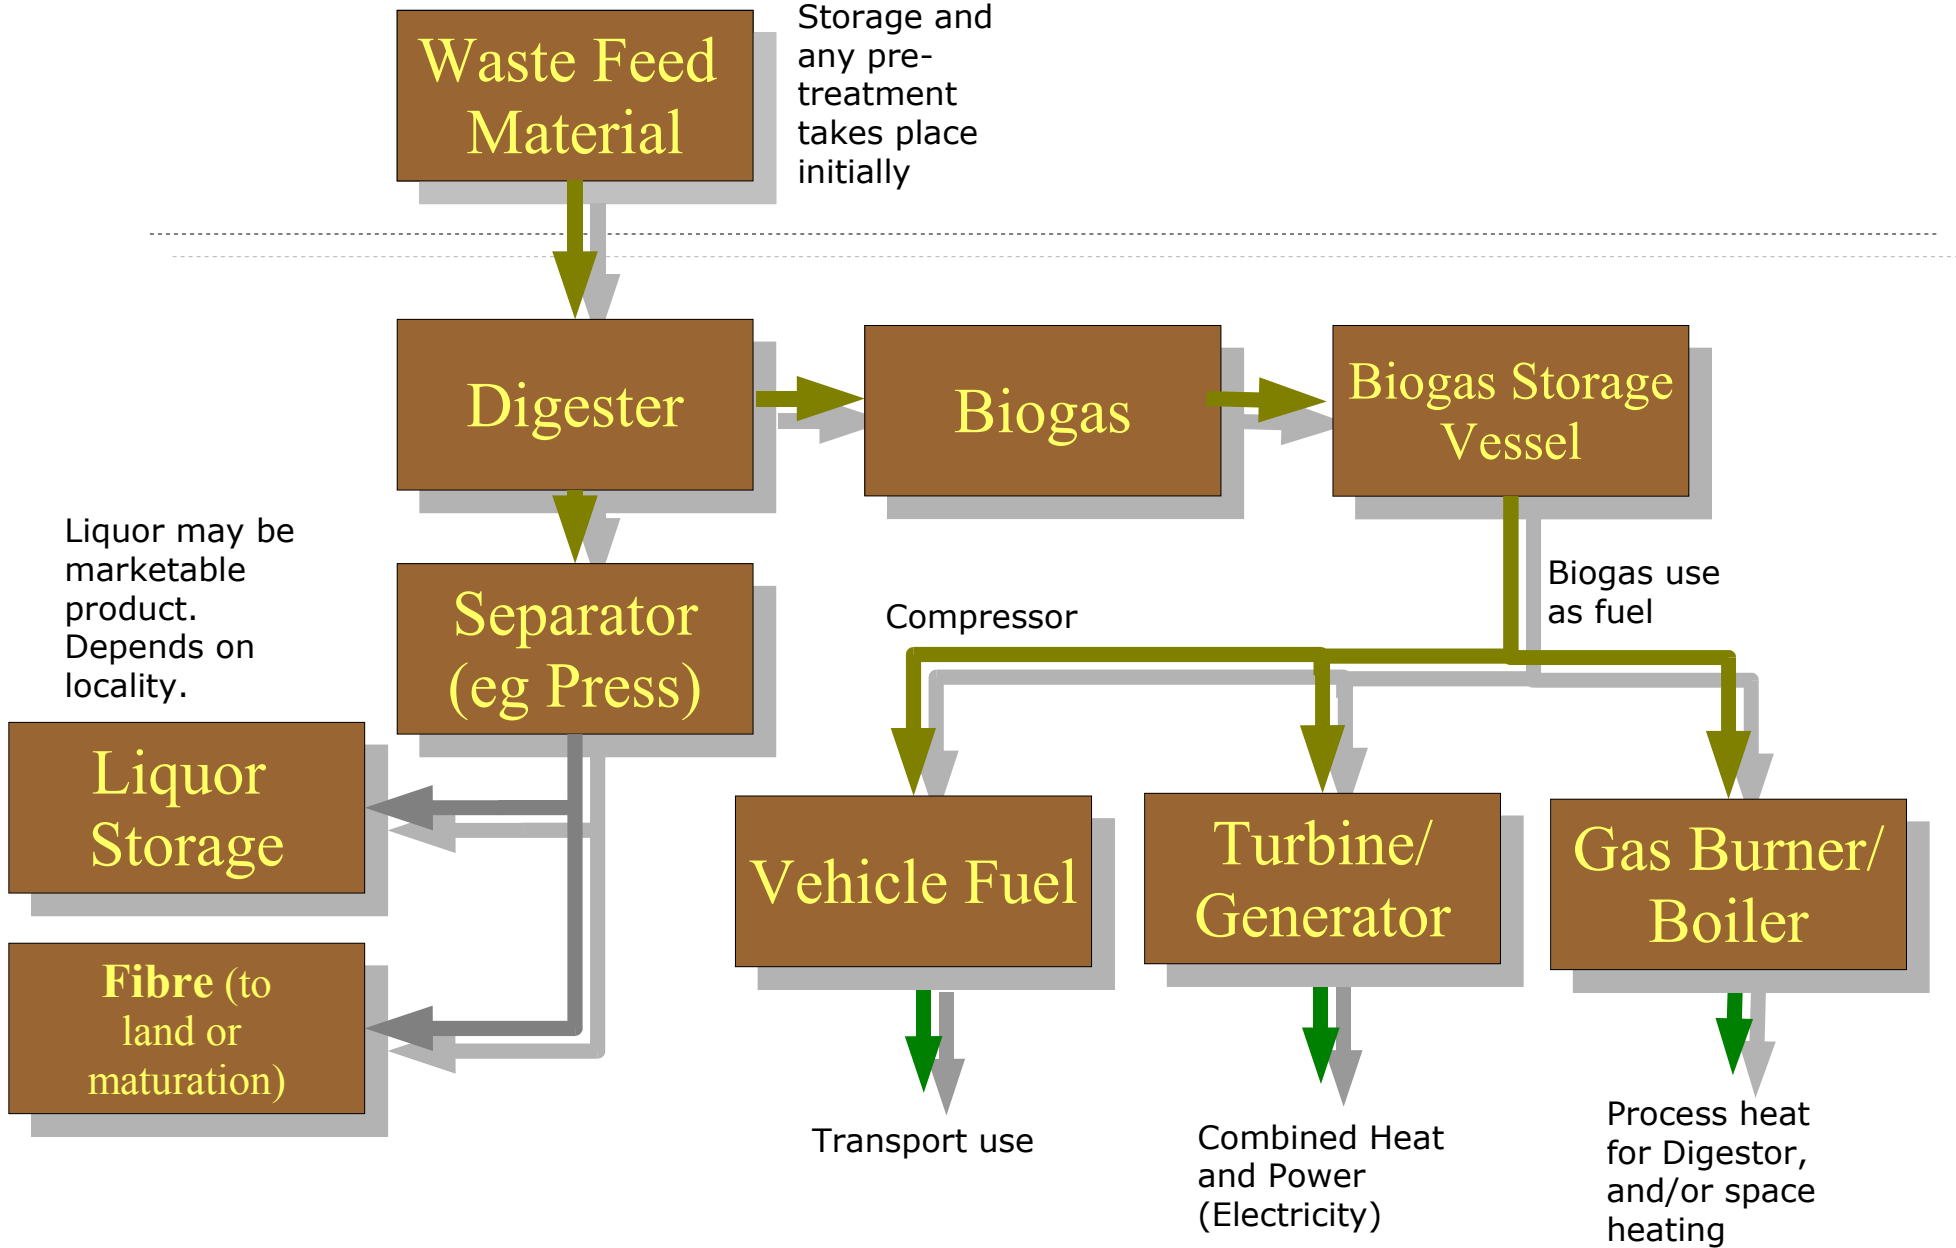 Waste Feed
Material
Storage and
any pre-
treatment
takes place
initially
Digester
Biogas
Biogas Storage
Vessel
Liquor may be
marketable
product.
Depends on
locality.
Separator
(eg Press)
Compressor
Biogas use
as fuel
Liquor
Storage
Fibre (to
land or
maturation)
Vehicle Fuel
Turbine/
Generator
Gas Burner/
Boiler
Transport use
Combined Heat
and Power
(Electricity)
Process heat
for Digestor,
and/or space
heating